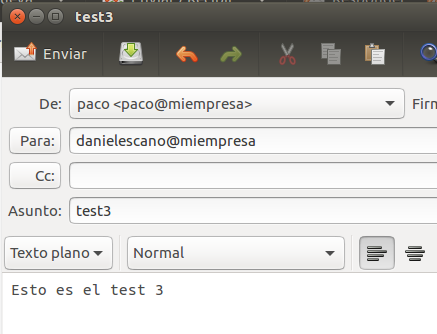 test3
Enviar
De: paco <paco@miempresa> Firm
Para: danielescano@miempresa
Cc:
Asunto: test3
Texto plano Normal
Esto es el test 3